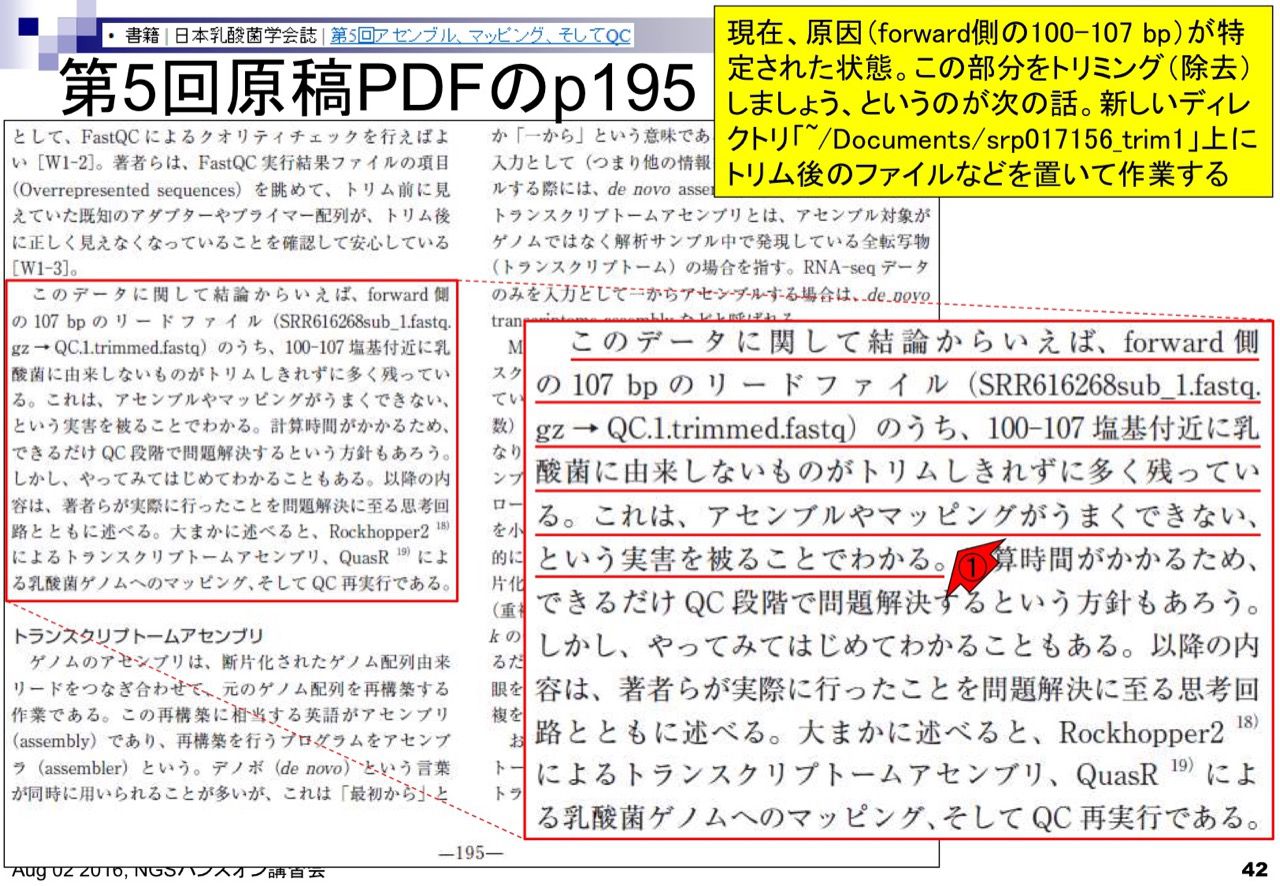 • 書籍 | 日本乳酸菌学会誌 | 第5回アセンブル、マッピング、そしてQC
第5回原稿PDFのp195
現在、原因(forward側の100-107 bp)が特
定された状態。この部分をトリミング(除去)
しましょう、というのが次の話。新しいディレ
クトリ「~/Documents/srp017156_trim1」上に
トリム後のファイルなどを置いて作業する
として、FastQCによるクオリティチェックを行えばよ
い [W1-2]。著者らは、FastQC 実行結果ファイルの項目
(Overrepresented sequences) を眺めて、トリム前に見
えていた既知のアダプターやプライマー配列が、トリム後
に正しく見えなくなっていることを確認して安心している
[W1-3]。
このデータに関して結論からいえば、forward 側
の 107 bp のリードファイル (SRR616268sub_1.fastq.
gz → QC.1.trimmed.fastq) のうち、100-107 塩基付近に乳
酸菌に由来しないものがトリムしきれずに多く残ってい
る。これは、アセンブルやマッピングがうまくできない、
という実害を被ることでわかる。計算時間がかかるため、
できるだけ QC 段階で問題解決するという方針もあろう。
しかし、やってみてはじめてわかることもある。以降の内
容は、著者らが実際に行ったことを問題解決に至る思考回
路とともに述べる。大まかに述べると、Rockhopper2 18)
によるトランスクリプトームアセンブリ、QuasR 19) によ
る乳酸菌ゲノムへのマッピング、そして QC 再実行である。
トランスクリプトームアセンブリ
ゲノムのアセンブリは、断片化されたゲノム配列由来
リードをつなぎ合わせて、元のゲノム配列を再構築する
作業である。この再構築に相当する英語がアセンブリ
(assembly) であり、再構築を行うプログラムをアセンブ
ラ (assembler) という。デノボ (de novo) という言葉
が同時に用いられることが多いが、これは「最初から」と
か「一から」という意味であ
入力として (つまり他の情報
ルする際には、de novo asse
トランスクリプトームアセンブリとは、アセンブル対象が
ゲノムではなく解析サンプル中で発現している全転写物
(トランスクリプトーム) の場合を指す。RNA-seq データ
のみを入力として一からアセンブルする場合は、de novo
transcriptome assembly などと呼ばれる。
M
スク
てい
数)
なり
ンブ
ロー
を小
的に
片化
(重複
k の
るだ
眼を
複を
お
トー
トラ
このデータに関して結論からいえば、forward 側
の 107 bp のリードファイル (SRR616268sub_1.fastq.
gz → QC.1.trimmed.fastq) のうち、100-107 塩基付近に乳
酸菌に由来しないものがトリムしきれずに多く残ってい
る。これは、アセンブルやマッピングがうまくできない、
という実害を被ることでわかる。①算時間がかかるため、
できるだけ QC 段階で問題解決するという方針もあろう。
しかし、やってみてはじめてわかることもある。以降の内
容は、著者らが実際に行ったことを問題解決に至る思考回
路とともに述べる。大まかに述べると、Rockhopper2 18)
によるトランスクリプトームアセンブリ、QuasR 19) によ
る乳酸菌ゲノムへのマッピング、そして QC 再実行である。
—195—
Aug 02 2016, NGSハンズオン講習会
42